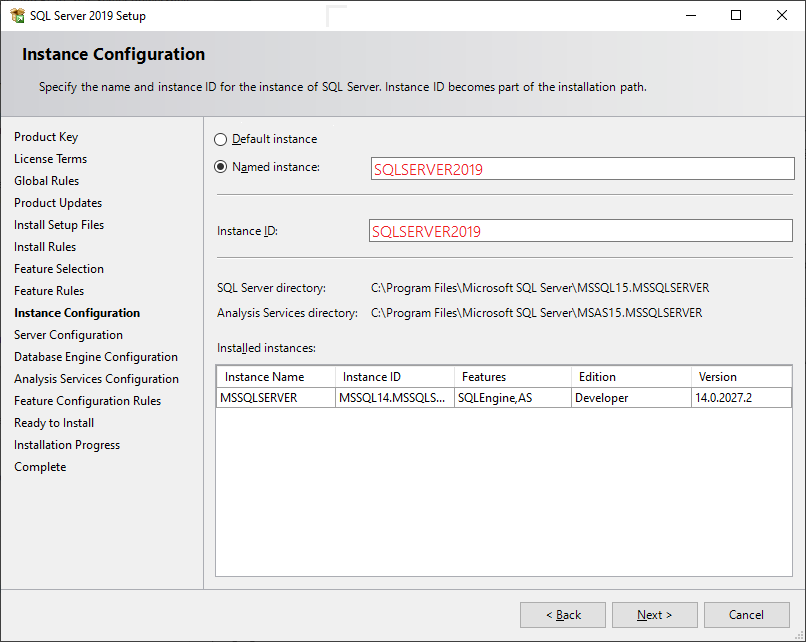 SQL Server 2019 Setup
Instance Configuration
Specify the name and instance ID for the instance of SQL Server. Instance ID becomes part of the installation path.
Product Key
License Terms
Global Rules
Product Updates
Install Setup Files
Install Rules
Feature Selection
Feature Rules
Instance Configuration
Server Configuration
Database Engine Configuration
Analysis Services Configuration
Feature Configuration Rules
Ready to Install
Installation Progress
Complete
Default instance
Named instance: SQLSERVER2019
Instance ID: SQLSERVER2019
SQL Server directory: C:\Program Files\Microsoft SQL Server\MSSQL15.MSSQLSERVER
Analysis Services directory: C:\Program Files\Microsoft SQL Server\MSAS15.MSSQLSERVER
Installed instances:
Instance Name Instance ID Features Edition Version
MSSQLSERVER MSSQL14.MSSQLS... SQLEngine,AS Developer 14.0.2027.2
< Back Next > Cancel